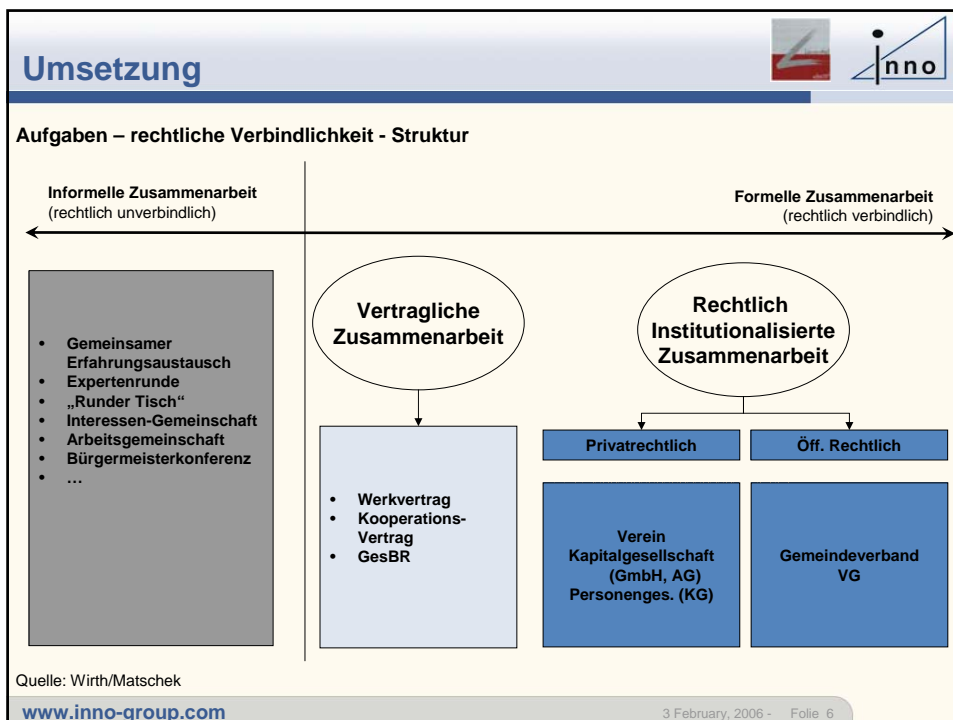 Umsetzung
inno
Aufgaben – rechtliche Verbindlichkeit - Struktur
Informelle Zusammenarbeit
(rechtlich unverbindlich)
Formelle Zusammenarbeit
(rechtlich verbindlich)
• Gemeinsamer
Erfahrungsaustausch
• Expertenrunde
• „Runder Tisch“
• Interessen-Gemeinschaft
• Arbeitsgemeinschaft
• Bürgermeisterkonferenz
• …
Vertragliche
Zusammenarbeit
• Werkvertrag
• Kooperations-
Vertrag
• GesBR
Rechtlich
Institutionalisierte
Zusammenarbeit
Privatrechtlich
Öff. Rechtlich
Verein
Kapitalgesellschaft
(GmbH, AG)
Personenges. (KG)
Gemeindeverband
VG
Quelle: Wirth/Matschek
www.inno-group.com
3 February, 2006 - Folie 6